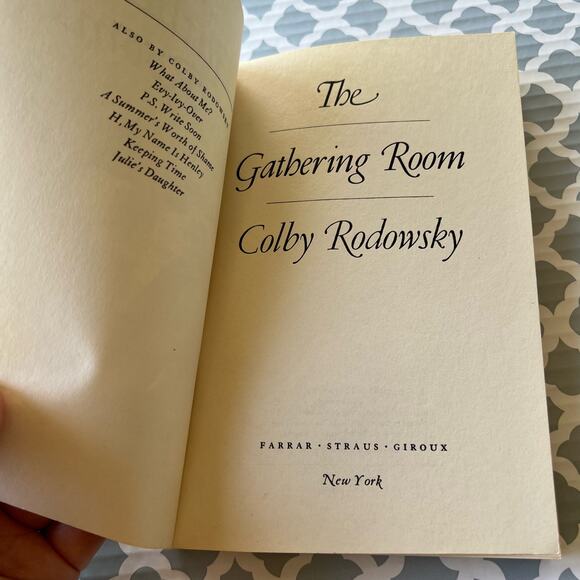 ALSO BY COLBY RODOWSKY
What About Me?
Evy-Ivy-Over
P.S. Write Soon
A Summer's Worth of Shame
H, My Name Is Henley
Keeping Time
Julie's Daughter
The
Gathering Room
Colby Rodowsky
FARRAR · STRAUS · GIROUX
New York